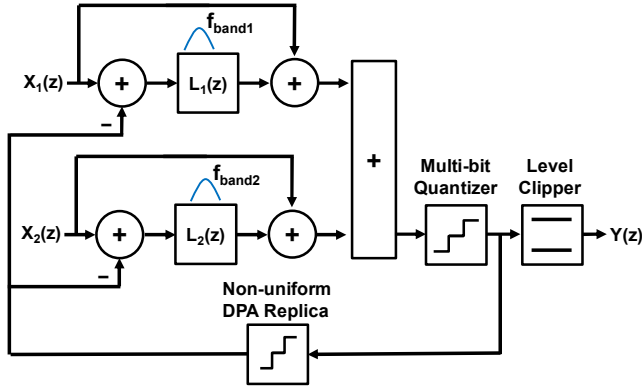 f_band1
X₁(z)
+
L₁(z)
+
−
+
f_band2
Multi-bit
Quantizer
Level
Clipper
X₂(z)
+
L₂(z)
+
Y(z)
−
Non-uniform
DPA Replica